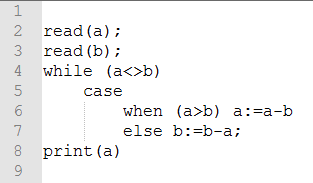 1
2 read(a);
3 read(b);
4 while (a<>b)
5     case
6         when (a>b) a:=a-b
7         else b:=b-a;
8 print(a)
9